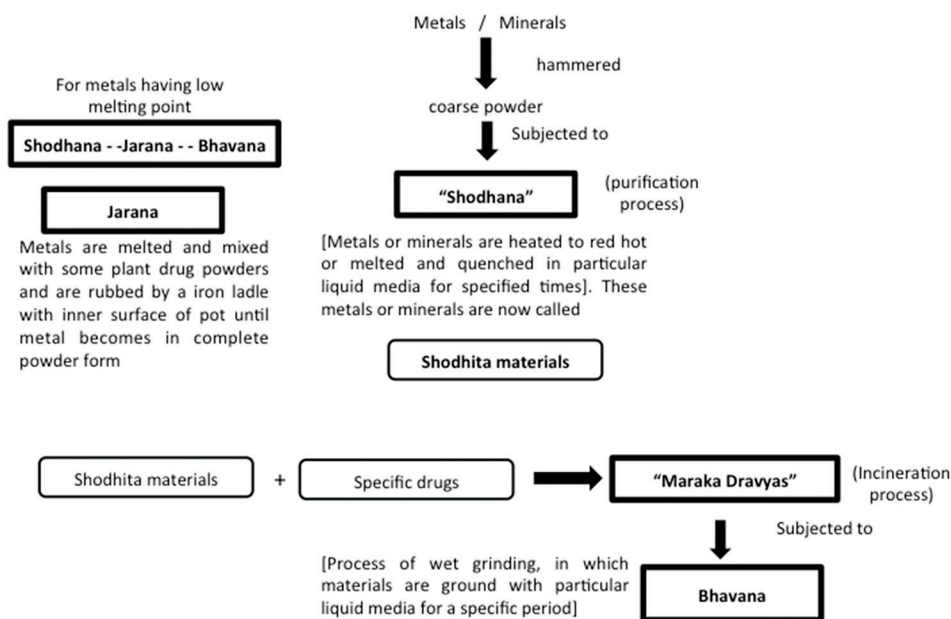 Metals / Minerals
hammered
coarse powder
Subjected to
"Shodhana"
(purification
process)
[Metals or minerals are heated to red hot
or melted and quenched in particular
liquid media for specified times]. These
metals or minerals are now called
Shodhita materials
For metals having low
melting point
Shodhana - -Jarana - - Bhavana
Jarana
Metals are melted and mixed
with some plant drug powders
and are rubbed by a iron ladle
with inner surface of pot until
metal becomes in complete
powder form
Shodhita materials
+
Specific drugs
“Maraka Dravyas”
(Incineration
process)
Subjected to
[Process of wet grinding, in which
materials are ground with particular
liquid media for a specific period]
Bhavana